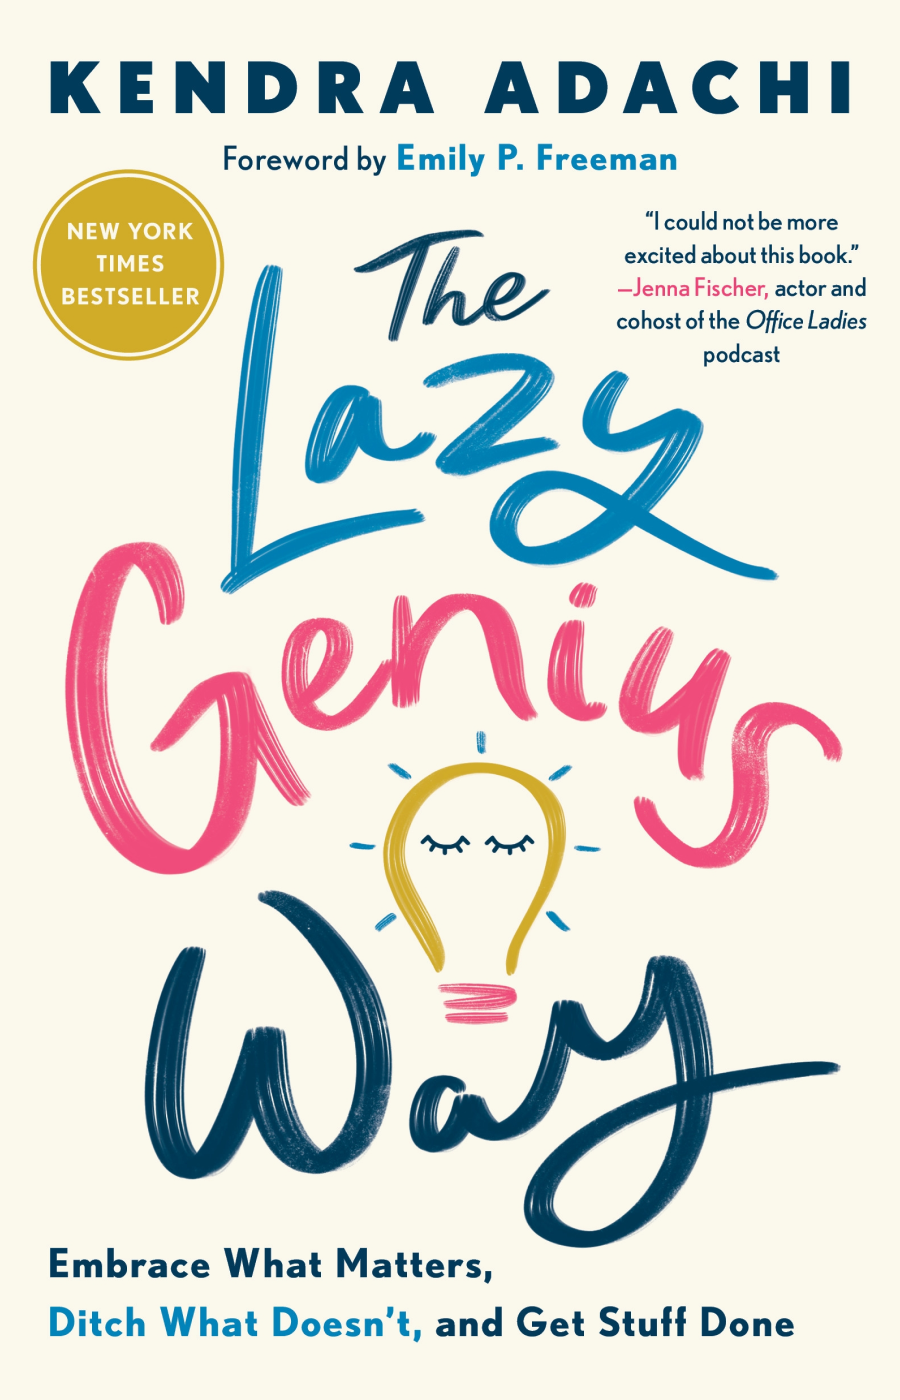 KENDRA ADACHI
Foreword by Emily P. Freeman
NEW YORK
TIMES
BESTSELLER
“I could not be more
excited about this book.”
—Jenna Fischer, actor and
cohost of the Office Ladies
podcast
The
Lazy
Genius
Way
Embrace What Matters,
Ditch What Doesn’t, and Get Stuff Done